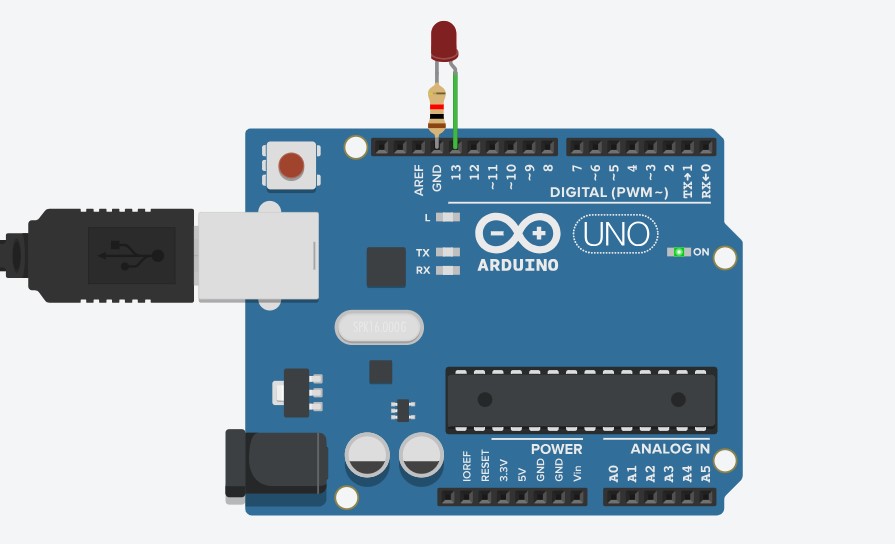 AREF
GND
13
12
~11
~10
~9
8
7
~6
~5
4
~3
2
TX→1
RX←0
DIGITAL (PWM~)
L
TX
RX
UNO
ARDUINO
ON
SPK16.000G
POWER
ANALOG IN
IOREF
RESET
3.3V
5V
GND
GND
Vin
A0
A1
A2
A3
A4
A5